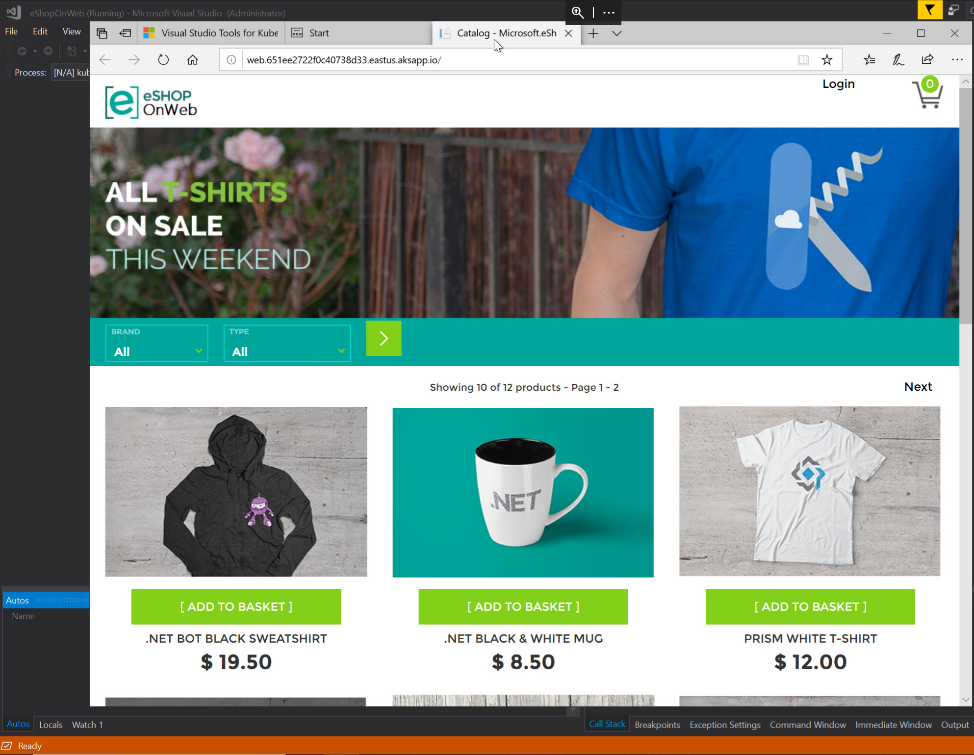 eShopOnWeb (Running) - Microsoft Visual Studio (Administrator)
File Edit View
Process: [N/A] kub
Visual Studio Tools for Kube
Start
Catalog - Microsoft.eSh
web.651ee2722f0c40738d33.eastus.aksapp.io/
eSHOP
OnWeb
Login
0
ALL T-SHIRTS
ON SALE
THIS WEEKEND
BRAND
All
TYPE
All
Showing 10 of 12 products - Page 1 - 2
Next
.NET
[ ADD TO BASKET ]
[ ADD TO BASKET ]
[ ADD TO BASKET ]
.NET BOT BLACK SWEATSHIRT
.NET BLACK & WHITE MUG
PRISM WHITE T-SHIRT
$ 19.50
$ 8.50
$ 12.00
Autos
Name
Autos Locals Watch 1
Call Stack Breakpoints Exception Settings Command Window Immediate Window Output
Ready